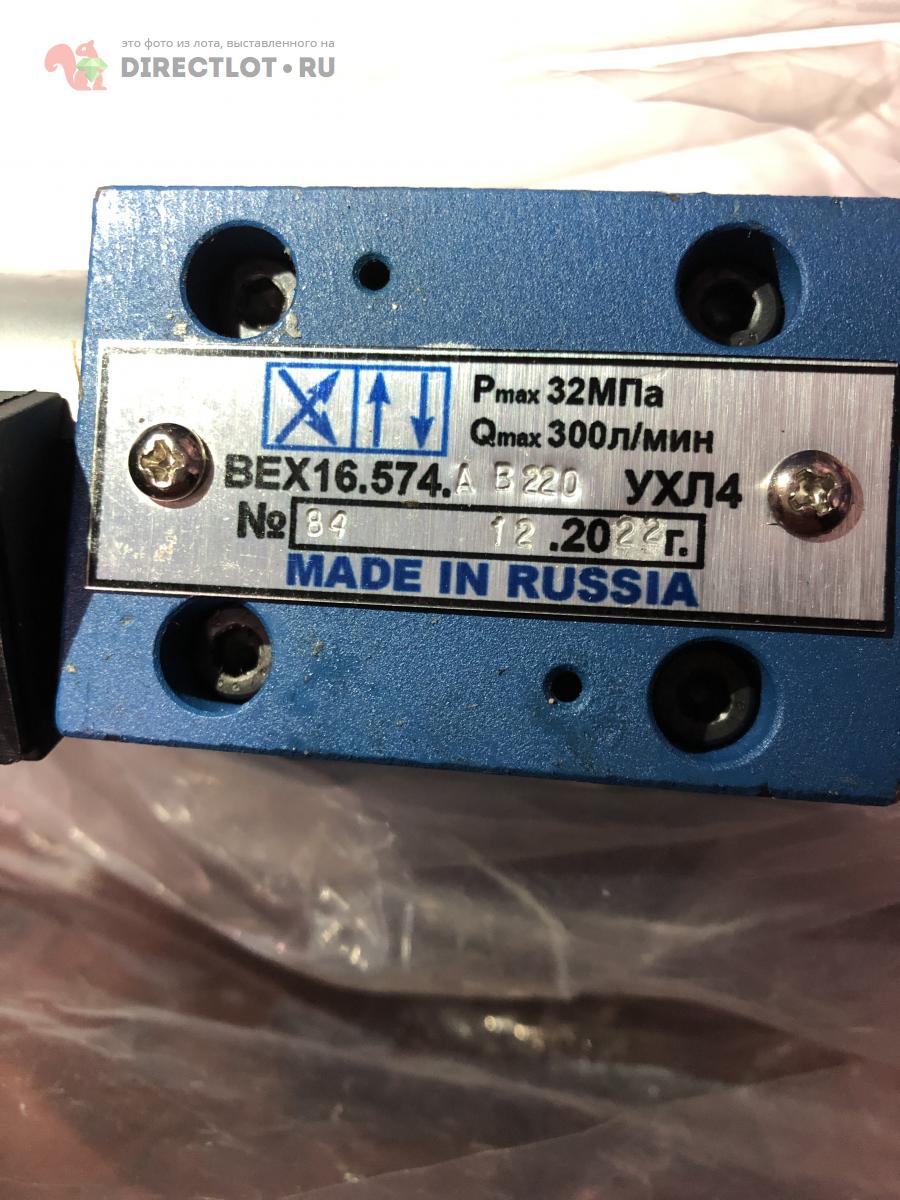 это фото из лота, выставленного на
DIRECTLOT•RU
Pmax 32МПа
Qmax 300л/мин
ВЕХ16.574.А В220 УХЛ4
№ 84 12 .2022г.
MADE IN RUSSIA